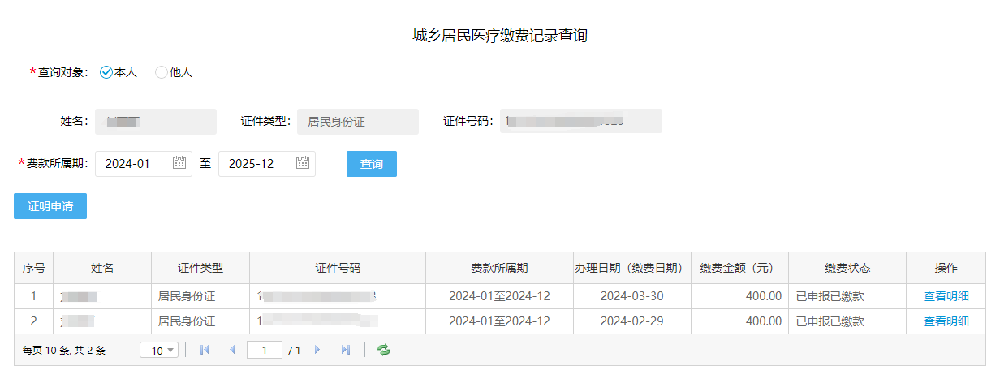 城乡居民医疗缴费记录查询
*查询对象： 本人 他人
姓名： 证件类型： 居民身份证 证件号码：
*费款所属期： 2024-01 至 2025-12 查询
证明申请
序号 姓名 证件类型 证件号码 费款所属期 办理日期（缴费日期） 缴费金额（元） 缴费状态 操作
1 居民身份证 2024-01至2024-12 2024-03-30 400.00 已申报已缴款 查看明细
2 居民身份证 2024-01至2024-12 2024-02-29 400.00 已申报已缴款 查看明细
每页 10 条, 共 2 条 10 1 / 1